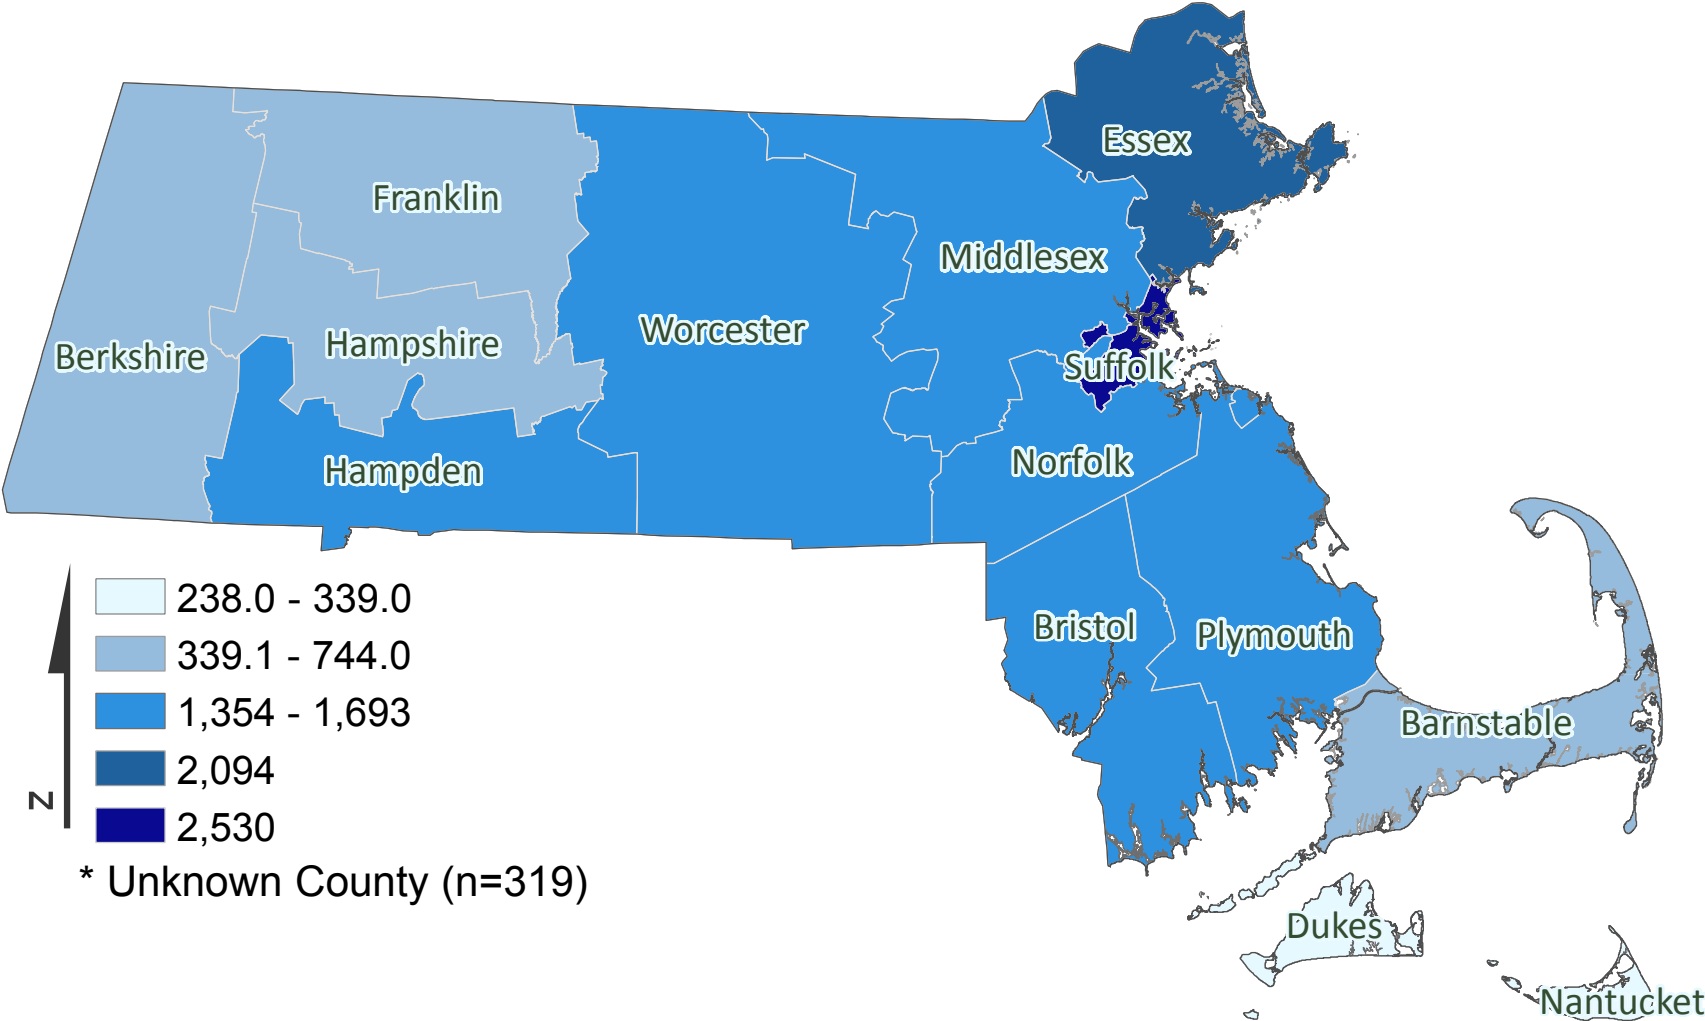 Essex
Franklin
Middlesex
Worcester
Hampshire
Berkshire
Suffolk
Norfolk
Hampden
238.0 - 339.0
339.1 - 744.0
Bristol
Plymouth
1,354 - 1,693
Barnstable
2,094
N
2,530
* Unknown County (n=319)
Dukes
Nantucket